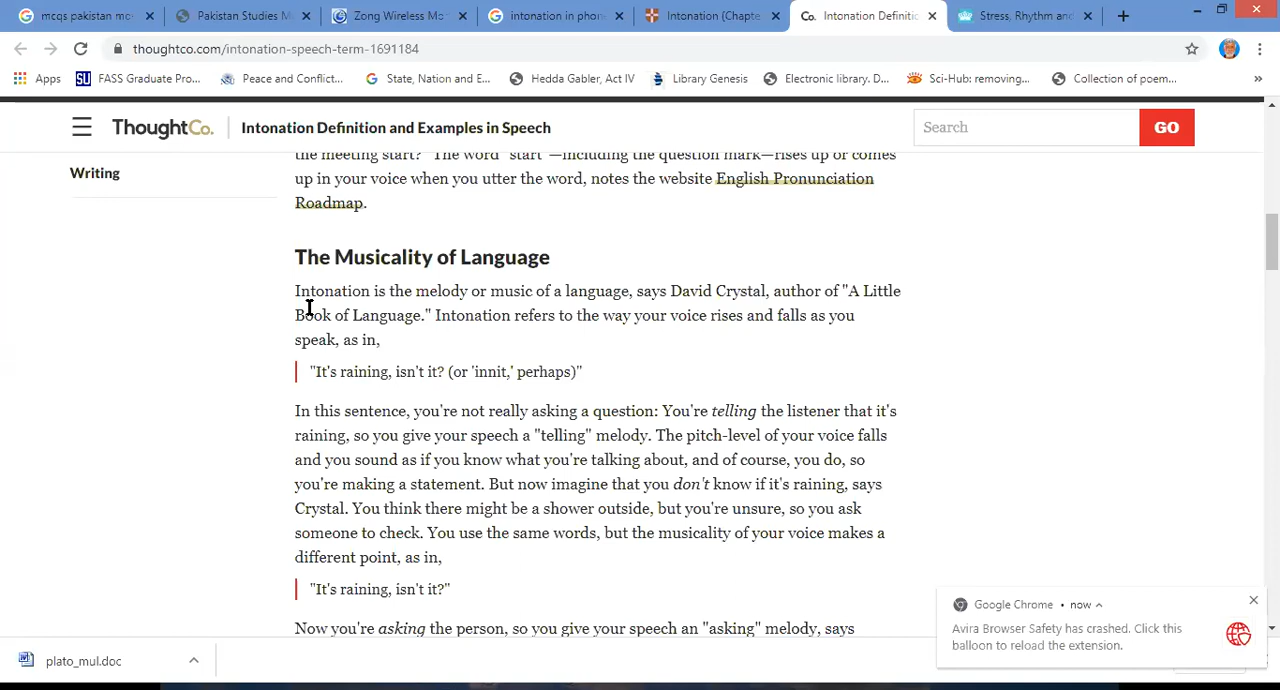 mcqs pakistan mo
Pakistan Studies M
Zong Wireless Mo
intonation in phon
Intonation (Chapte
Co. Intonation Definitio
Stress, Rhythm and
thoughtco.com/intonation-speech-term-1691184
Apps
FASS Graduate Pro...
Peace and Conflict...
State, Nation and E...
Hedda Gabler, Act IV
Library Genesis
Electronic library. D...
Sci-Hub: removing...
Collection of poem...
ThoughtCo.
Intonation Definition and Examples in Speech
Search
GO
Writing
the meeting start?" The word "start"—including the question mark—rises up or comes
up in your voice when you utter the word, notes the website English Pronunciation
Roadmap.
The Musicality of Language
Intonation is the melody or music of a language, says David Crystal, author of "A Little
Book of Language." Intonation refers to the way your voice rises and falls as you
speak, as in,
"It's raining, isn't it? (or 'innit,' perhaps)"
In this sentence, you're not really asking a question: You're telling the listener that it's
raining, so you give your speech a "telling" melody. The pitch-level of your voice falls
and you sound as if you know what you're talking about, and of course, you do, so
you're making a statement. But now imagine that you don't know if it's raining, says
Crystal. You think there might be a shower outside, but you're unsure, so you ask
someone to check. You use the same words, but the musicality of your voice makes a
different point, as in,
"It's raining, isn't it?"
Now you're asking the person, so you give your speech an "asking" melody, says
Google Chrome • now
Avira Browser Safety has crashed. Click this
balloon to reload the extension.
plato_mul.doc